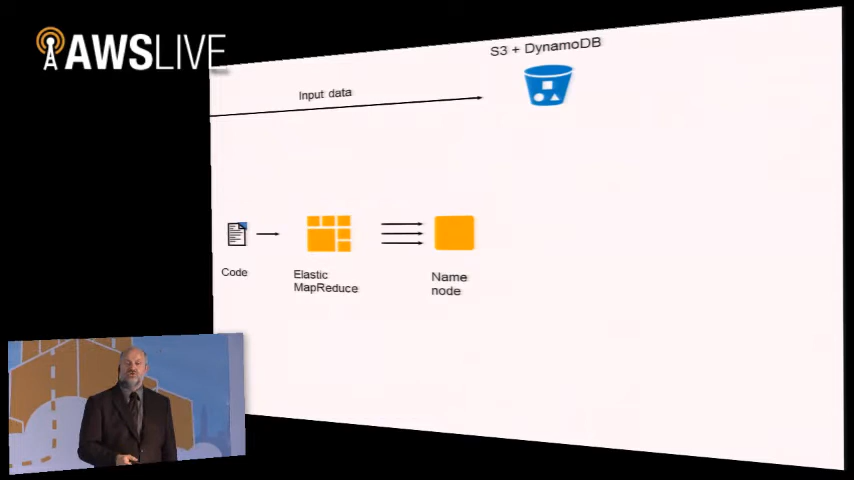 AWSLIVE
S3 + DynamoDB
Input data
Code
Elastic
MapReduce
Name
node